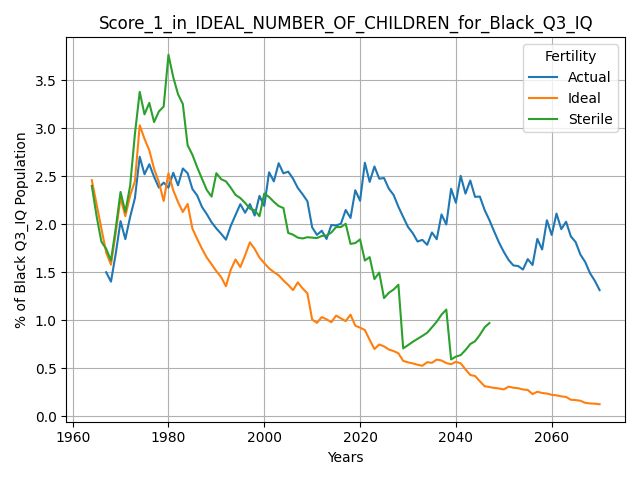 Score_1_in_IDEAL_NUMBER_OF_CHILDREN_for_Black_Q3_IQ
% of Black Q3_IQ Population
3.5
3.0
2.5
2.0
1.5
1.0
0.5
0.0
Fertility
Actual
Ideal
Sterile
1960 1980 2000 2020 2040 2060
Years